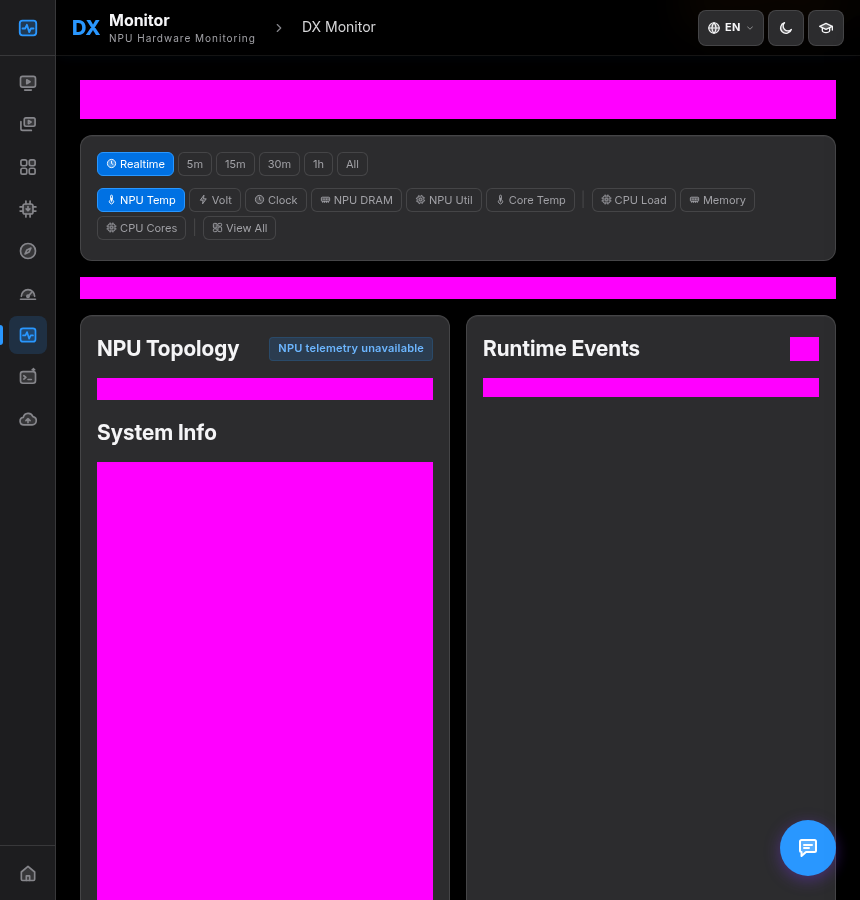 DX Monitor
NPU Hardware Monitoring
DX Monitor
EN
Realtime 5m 15m 30m 1h All
NPU Temp Volt Clock NPU DRAM NPU Util Core Temp CPU Load Memory
CPU Cores View All
NPU Topology
NPU telemetry unavailable
System Info
Runtime Events